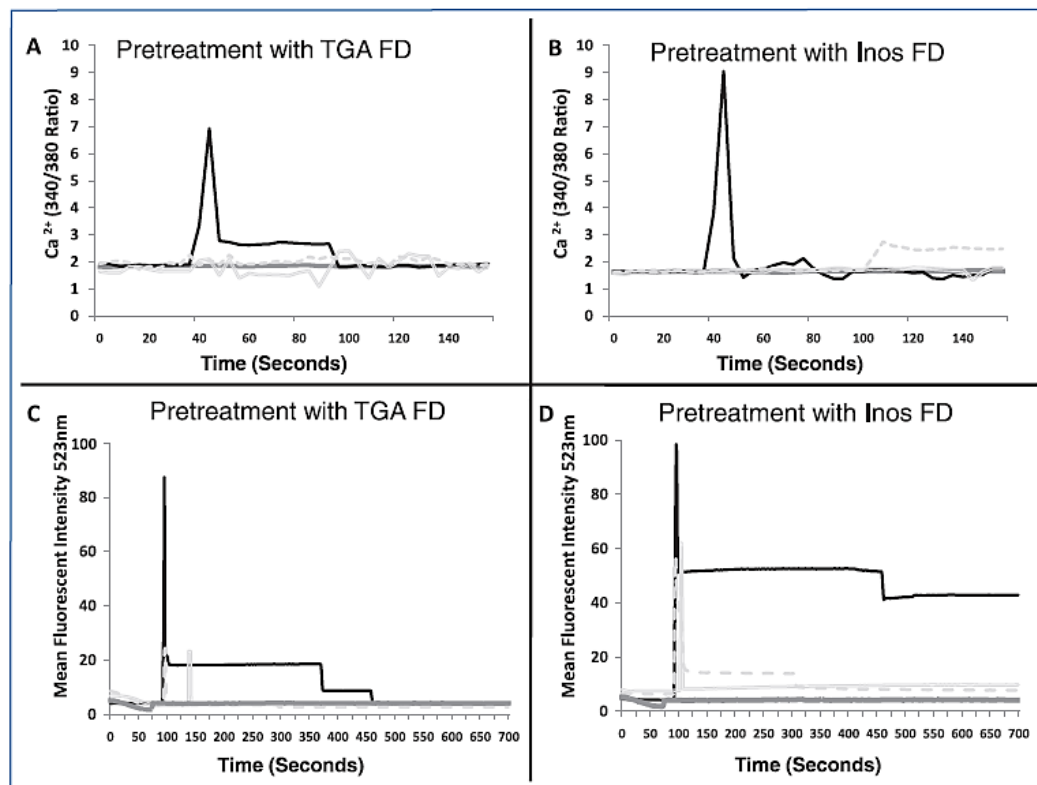 A
Pretreatment with TGA FD
Ca 2+ (340/380 Ratio)
10
9
8
7
6
5
4
3
2
1
0
0 20 40 60 80 100 120 140
Time (Seconds)
B
Pretreatment with Inos FD
Ca 2+ (340/380 Ratio)
10
9
8
7
6
5
4
3
2
1
0
0 20 40 60 80 100 120 140
Time (Seconds)
C
Pretreatment with TGA FD
Mean Fluorescent Intensity 523nm
100
80
60
40
20
0
0 50 100 150 200 250 300 350 400 450 500 550 600 650 700
Time (Seconds)
D
Pretreatment with Inos FD
Mean Fluorescent Intensity 523nm
100
80
60
40
20
10
0
0 50 100 150 200 250 300 350 400 450 500 550 600 650 700
Time (Seconds)